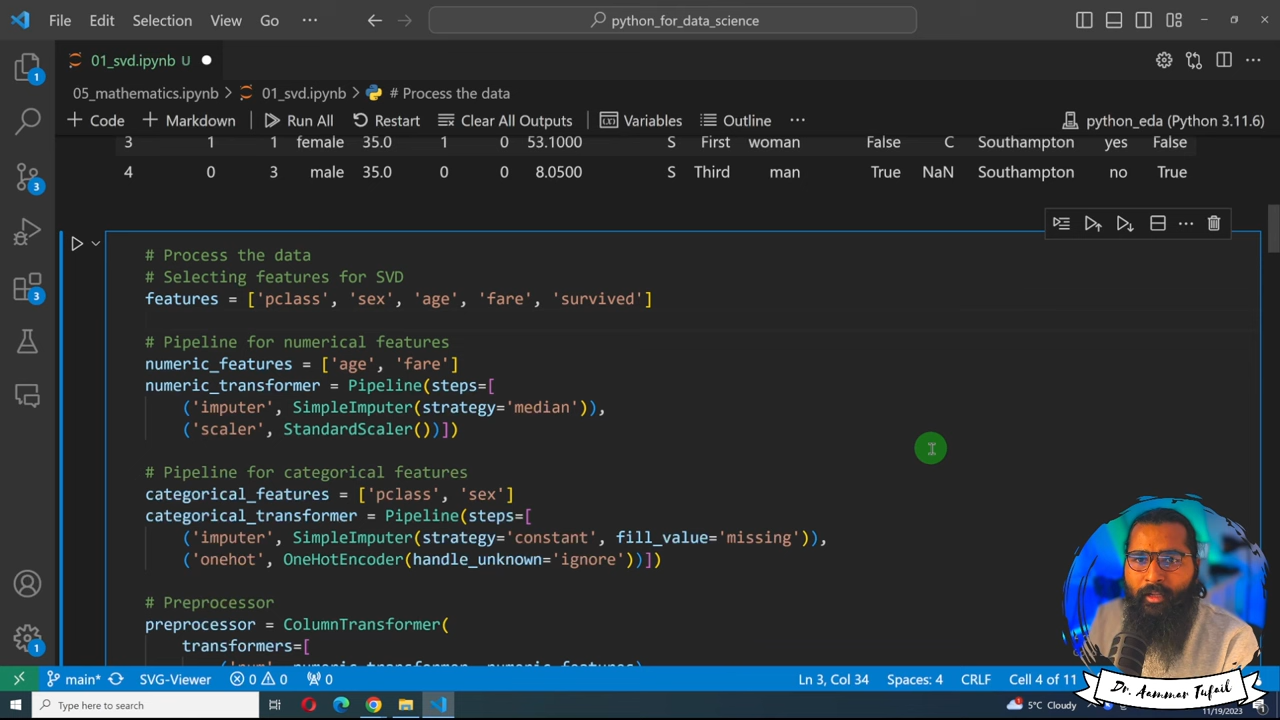 File Edit Selection View Go ··· python_for_data_science
01_svd.ipynb U
05_mathematics.ipynb > 01_svd.ipynb > # Process the data
+ Code + Markdown Run All Restart Clear All Outputs Variables Outline ··· python_eda (Python 3.11.6)
3 1 1 female 35.0 1 0 53.1000 S First woman False C Southampton yes False
4 0 3 male 35.0 0 0 8.0500 S Third man True NaN Southampton no True
# Process the data
# Selecting features for SVD
features = ['pclass', 'sex', 'age', 'fare', 'survived']
# Pipeline for numerical features
numeric_features = ['age', 'fare']
numeric_transformer = Pipeline(steps=[
('imputer', SimpleImputer(strategy='median')),
('scaler', StandardScaler())])
# Pipeline for categorical features
categorical_features = ['pclass', 'sex']
categorical_transformer = Pipeline(steps=[
('imputer', SimpleImputer(strategy='constant', fill_value='missing')),
('onehot', OneHotEncoder(handle_unknown='ignore'))])
# Preprocessor
preprocessor = ColumnTransformer(
transformers=[
('num', numeric_transformer, numeric_features),
1
3
3
1
main* SVG-Viewer 0 0 0 Ln 3, Col 34 Spaces: 4 CRLF Cell 4 of 11
Dr. Aammar Tufail
Type here to search 5°C Cloudy 11/19/2023